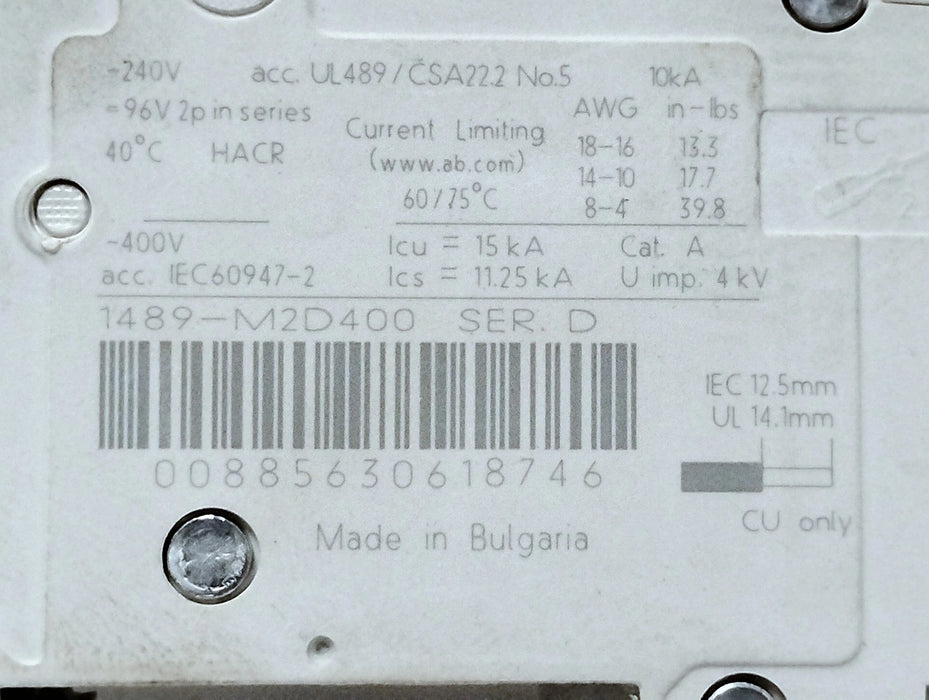 ~240V acc. UL489/CSA22.2 No.5 10kA
=96V 2p in series AWG in-lbs
Current Limiting IEC
40°C HACR (www.ab.com) 18-16 13.3
14-10 17.7
60/75°C 8-4 39.8
~400V Icu = 15 kA Cat. A
acc. IEC60947-2 Ics = 11.25 kA U imp. 4 kV
1489-M2D400 SER. D
IEC 12.5mm
UL 14.1mm
00885630618746
CU only
Made in Bulgaria